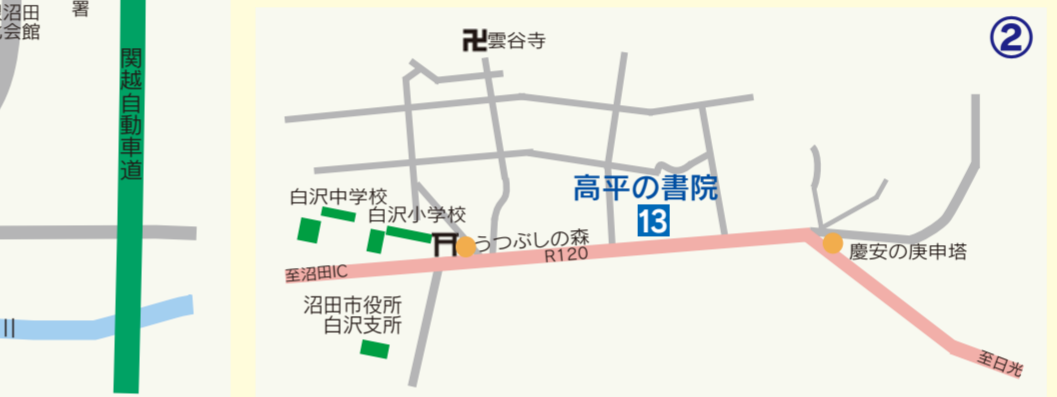 沼田
会館
署
関越自動車道
川
②
卍雲谷寺
高平の書院
13
白沢中学校
白沢小学校
うつぶしの森
R120
至沼田IC
沼田市役所
白沢支所
慶安の庚申塔
至日光